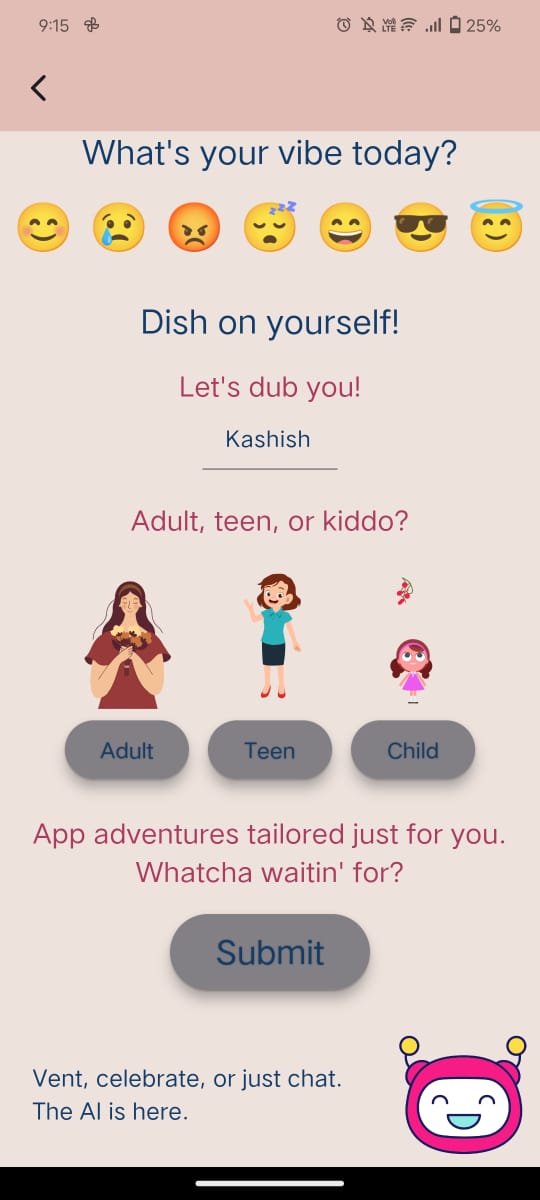 9:15
Vo)
LTE
25%
What's your vibe today?
Dish on yourself!
Let's dub you!
Kashish
Adult, teen, or kiddo?
Adult
Teen
Child
App adventures tailored just for you.
Whatcha waitin' for?
Submit
Vent, celebrate, or just chat.
The AI is here.